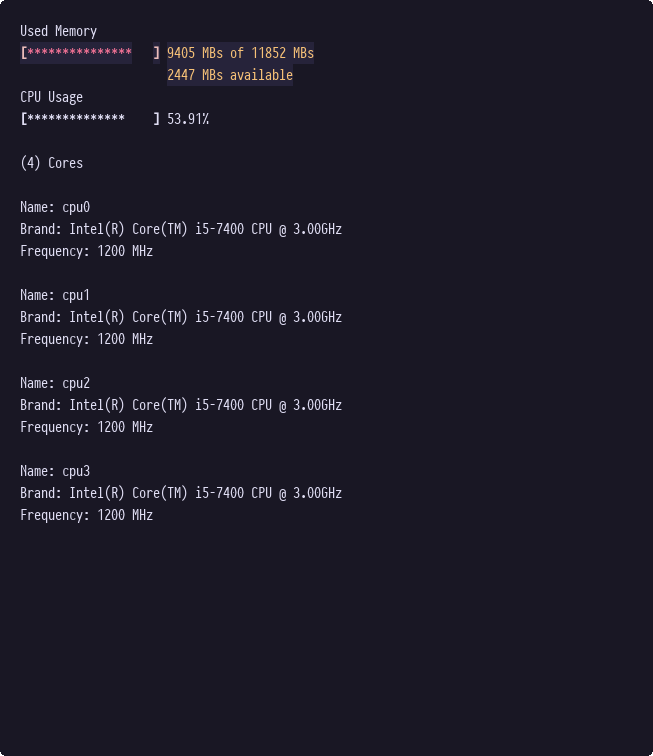 Used Memory
[***************   ] 9405 MBs of 11852 MBs
2447 MBs available
CPU Usage
[**************    ] 53.91%
(4) Cores
Name: cpu0
Brand: Intel(R) Core(TM) i5-7400 CPU @ 3.00GHz
Frequency: 1200 MHz
Name: cpu1
Brand: Intel(R) Core(TM) i5-7400 CPU @ 3.00GHz
Frequency: 1200 MHz
Name: cpu2
Brand: Intel(R) Core(TM) i5-7400 CPU @ 3.00GHz
Frequency: 1200 MHz
Name: cpu3
Brand: Intel(R) Core(TM) i5-7400 CPU @ 3.00GHz
Frequency: 1200 MHz